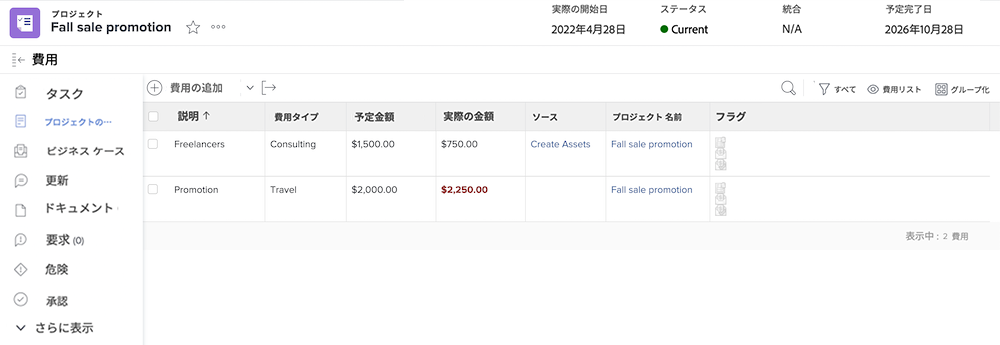 プロジェクト
Fall sale promotion
実際の開始日 ステータス 統合 予定完了日
2022年4月28日 Current N/A 2026年10月28日
費用
タスク
プロジェクトの…
ビジネス ケース
更新
ドキュメント
要求 (0)
危険
承認
さらに表示
費用の追加 すべて 費用リスト グループ化
説明 費用タイプ 予定金額 実際の金額 ソース プロジェクト 名前 フラグ
Freelancers Consulting $1,500.00 $750.00 Create Assets Fall sale promotion
Promotion Travel $2,000.00 $2,250.00 Fall sale promotion
表示中 : 2 費用